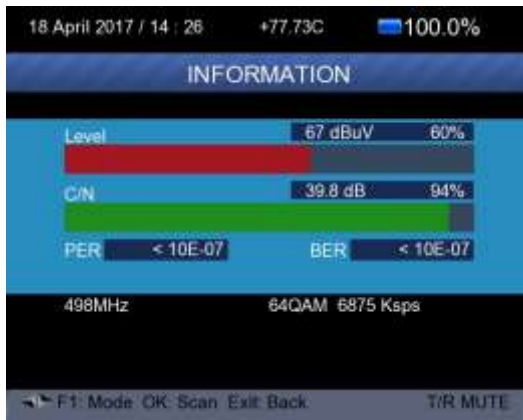 18 April 2017 / 14 : 26 +77.73C 100.0%
INFORMATION
Level 67 dBuV 60%
C/N 39.8 dB 94%
PER < 10E-07 BER < 10E-07
498MHz 64QAM 6875 Ksps
F1: Mode OK: Scan Exit: Back T/R MUTE